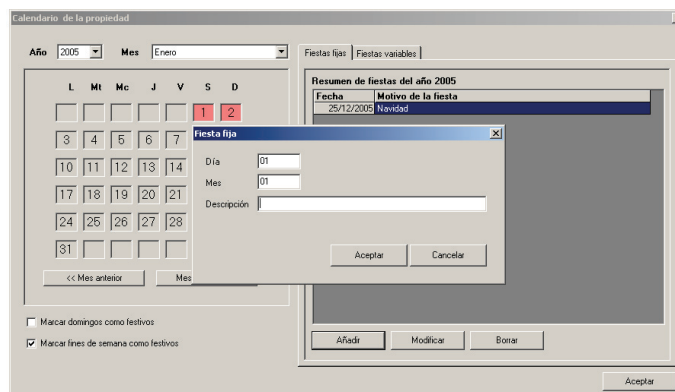 Calendario de la propiedad
Año 2005 Mes Enero
L Mt Mc J V S D
1 2
3 4 5 6 7
10 11 12 13 14
17 18 19 20 21
24 25 26 27 28
31
<< Mes anterior Mes
Marcar domingos como festivos
Marcar fines de semana como festivos
Fiestas fijas Fiestas variables
Resumen de fiestas del año 2005
Fecha Motivo de la fiesta
25/12/2005 Navidad
Fiesta fija
Día 01
Mes 01
Descripción
Aceptar Cancelar
Añadir Modificar Borrar
Aceptar